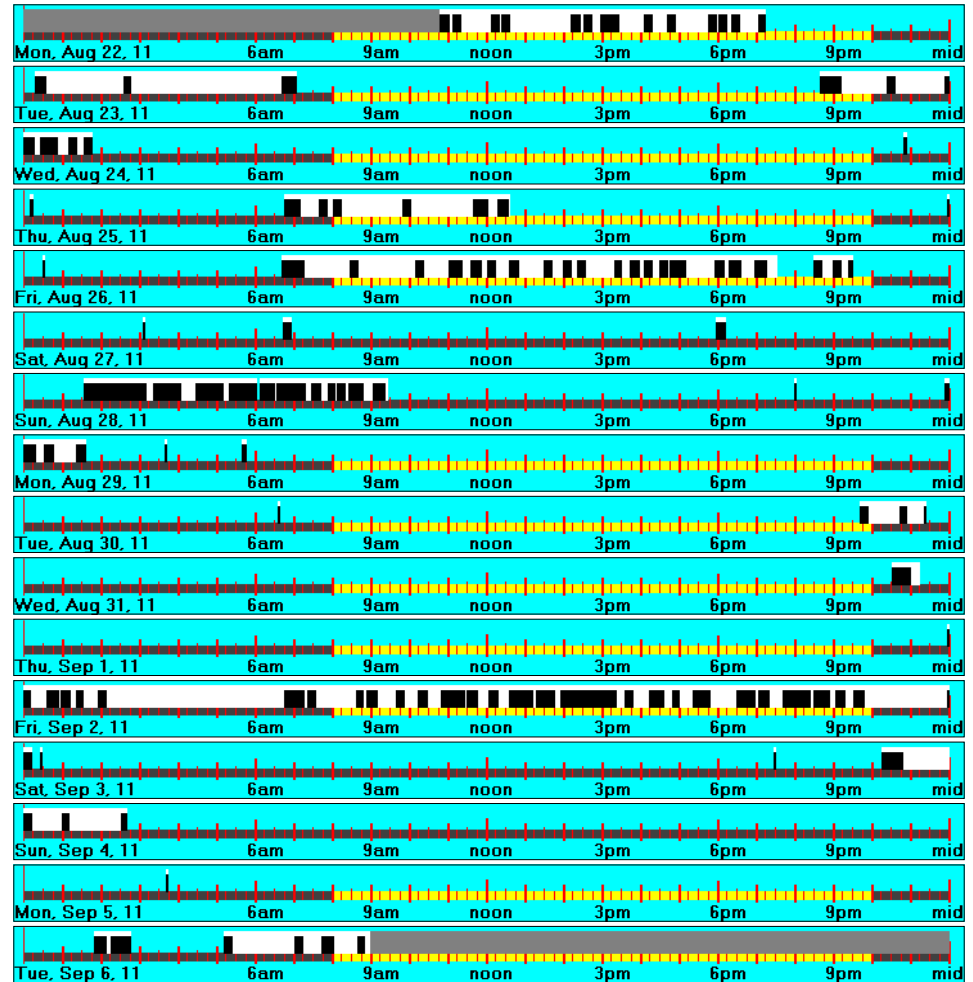 Mon, Aug 22, 11 6am 9am noon 3pm 6pm 9pm mid
Tue, Aug 23, 11 6am 9am noon 3pm 6pm 9pm mid
Wed, Aug 24, 11 6am 9am noon 3pm 6pm 9pm mid
Thu, Aug 25, 11 6am 9am noon 3pm 6pm 9pm mid
Fri, Aug 26, 11 6am 9am noon 3pm 6pm 9pm mid
Sat, Aug 27, 11 6am 9am noon 3pm 6pm 9pm mid
Sun, Aug 28, 11 6am 9am noon 3pm 6pm 9pm mid
Mon, Aug 29, 11 6am 9am noon 3pm 6pm 9pm mid
Tue, Aug 30, 11 6am 9am noon 3pm 6pm 9pm mid
Wed, Aug 31, 11 6am 9am noon 3pm 6pm 9pm mid
Thu, Sep 1, 11 6am 9am noon 3pm 6pm 9pm mid
Fri, Sep 2, 11 6am 9am noon 3pm 6pm 9pm mid
Sat, Sep 3, 11 6am 9am noon 3pm 6pm 9pm mid
Sun, Sep 4, 11 6am 9am noon 3pm 6pm 9pm mid
Mon, Sep 5, 11 6am 9am noon 3pm 6pm 9pm mid
Tue, Sep 6, 11 6am 9am noon 3pm 6pm 9pm mid